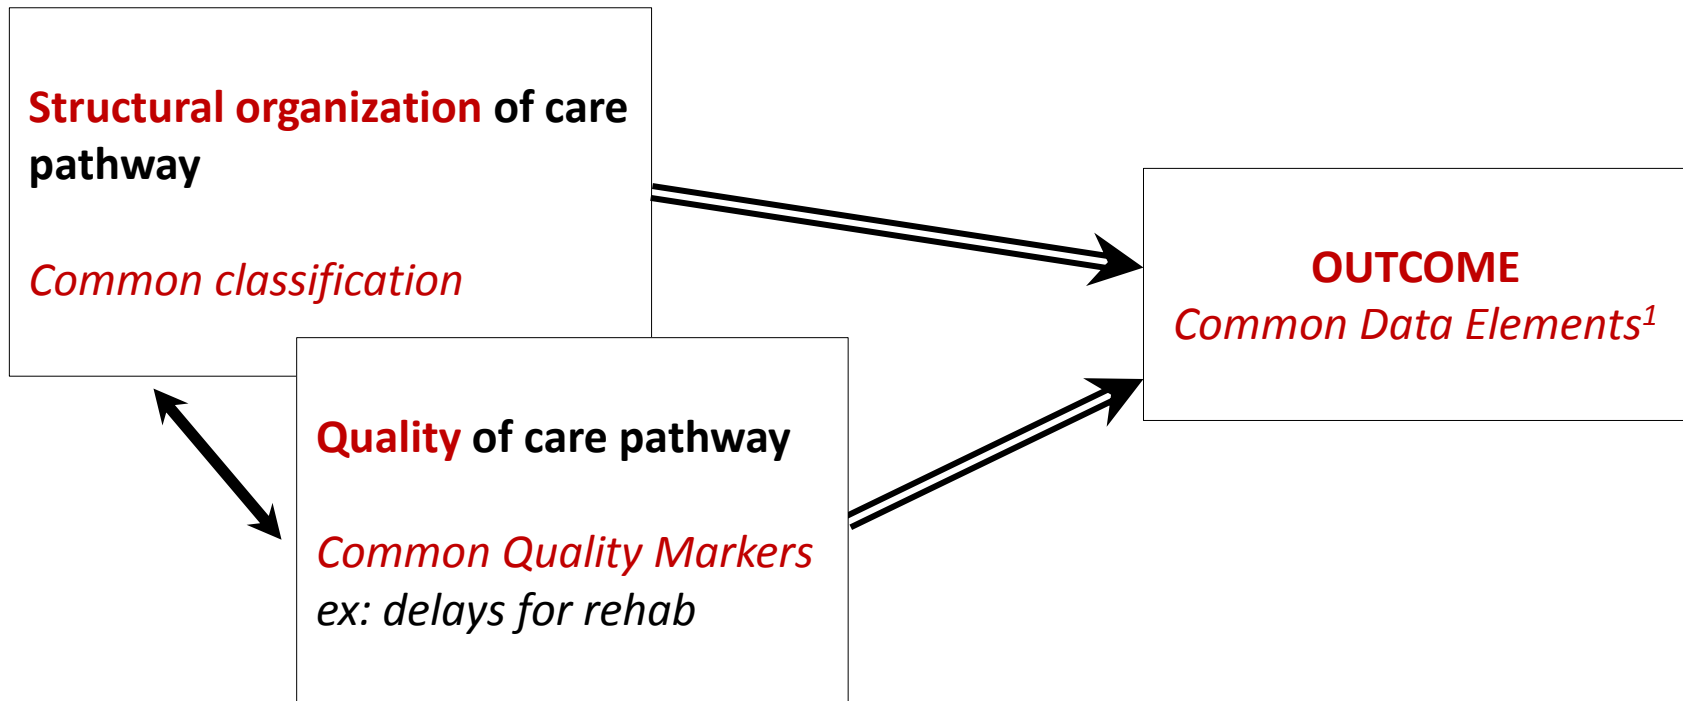 Structural organization of care
pathway
Common classification
Quality of care pathway
Common Quality Markers
ex: delays for rehab
OUTCOME
Common Data Elements¹